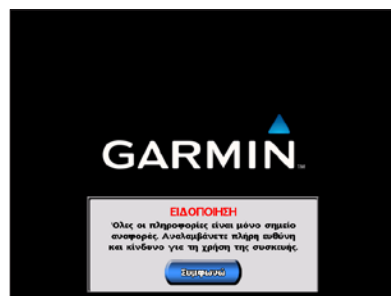 GARMIN™
ΕΙΔΟΠΟΙΗΣΗ
Όλες οι πληροφορίες είναι μόνο σημείο
αναφοράς. Αναλαμβάνετε πλήρη ευθύνη
και κίνδυνο για τη χρήση της συσκευής.
Συμφωνώ